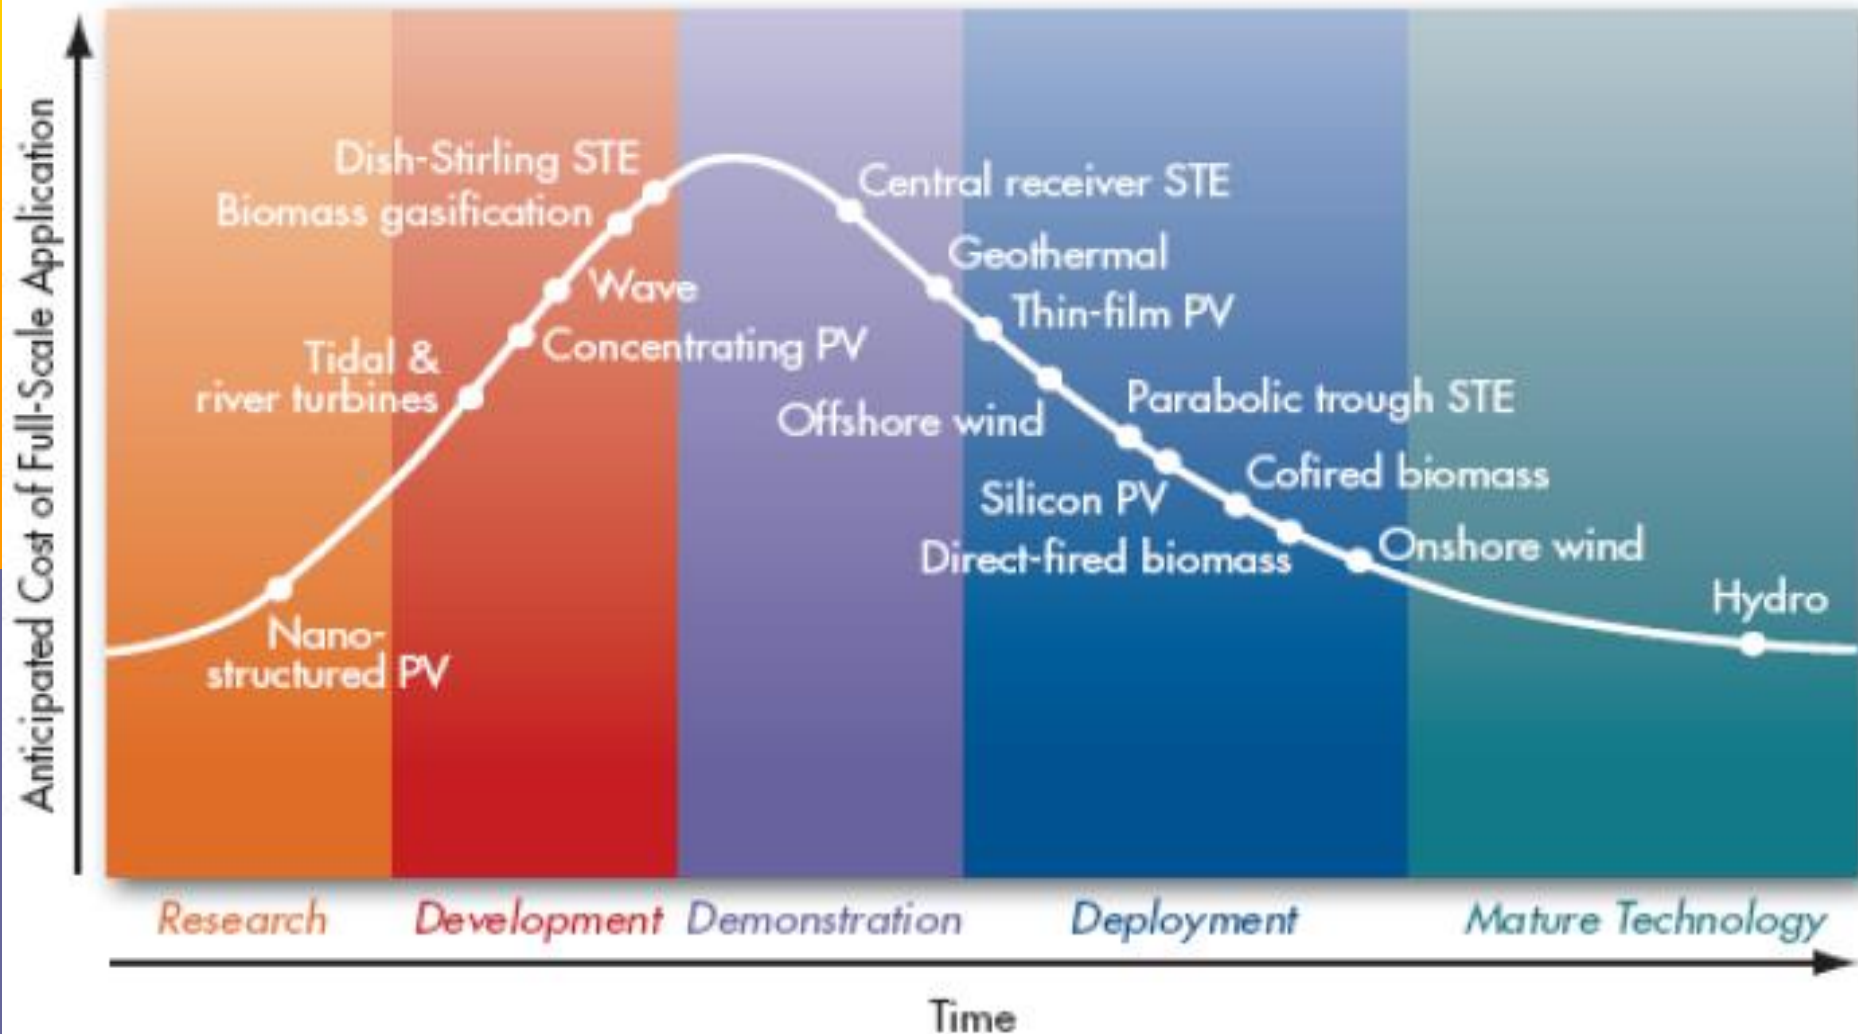 Anticipated Cost of Full-Scale Application
Dish-Stirling STE
Biomass gasification
Wave
Concentrating PV
Tidal &
river turbines
Nano-
structured PV
Central receiver STE
Geothermal
Thin-film PV
Offshore wind
Parabolic trough STE
Silicon PV
Cofired biomass
Direct-fired biomass
Onshore wind
Hydro
Research
Development
Demonstration
Deployment
Mature Technology
Time